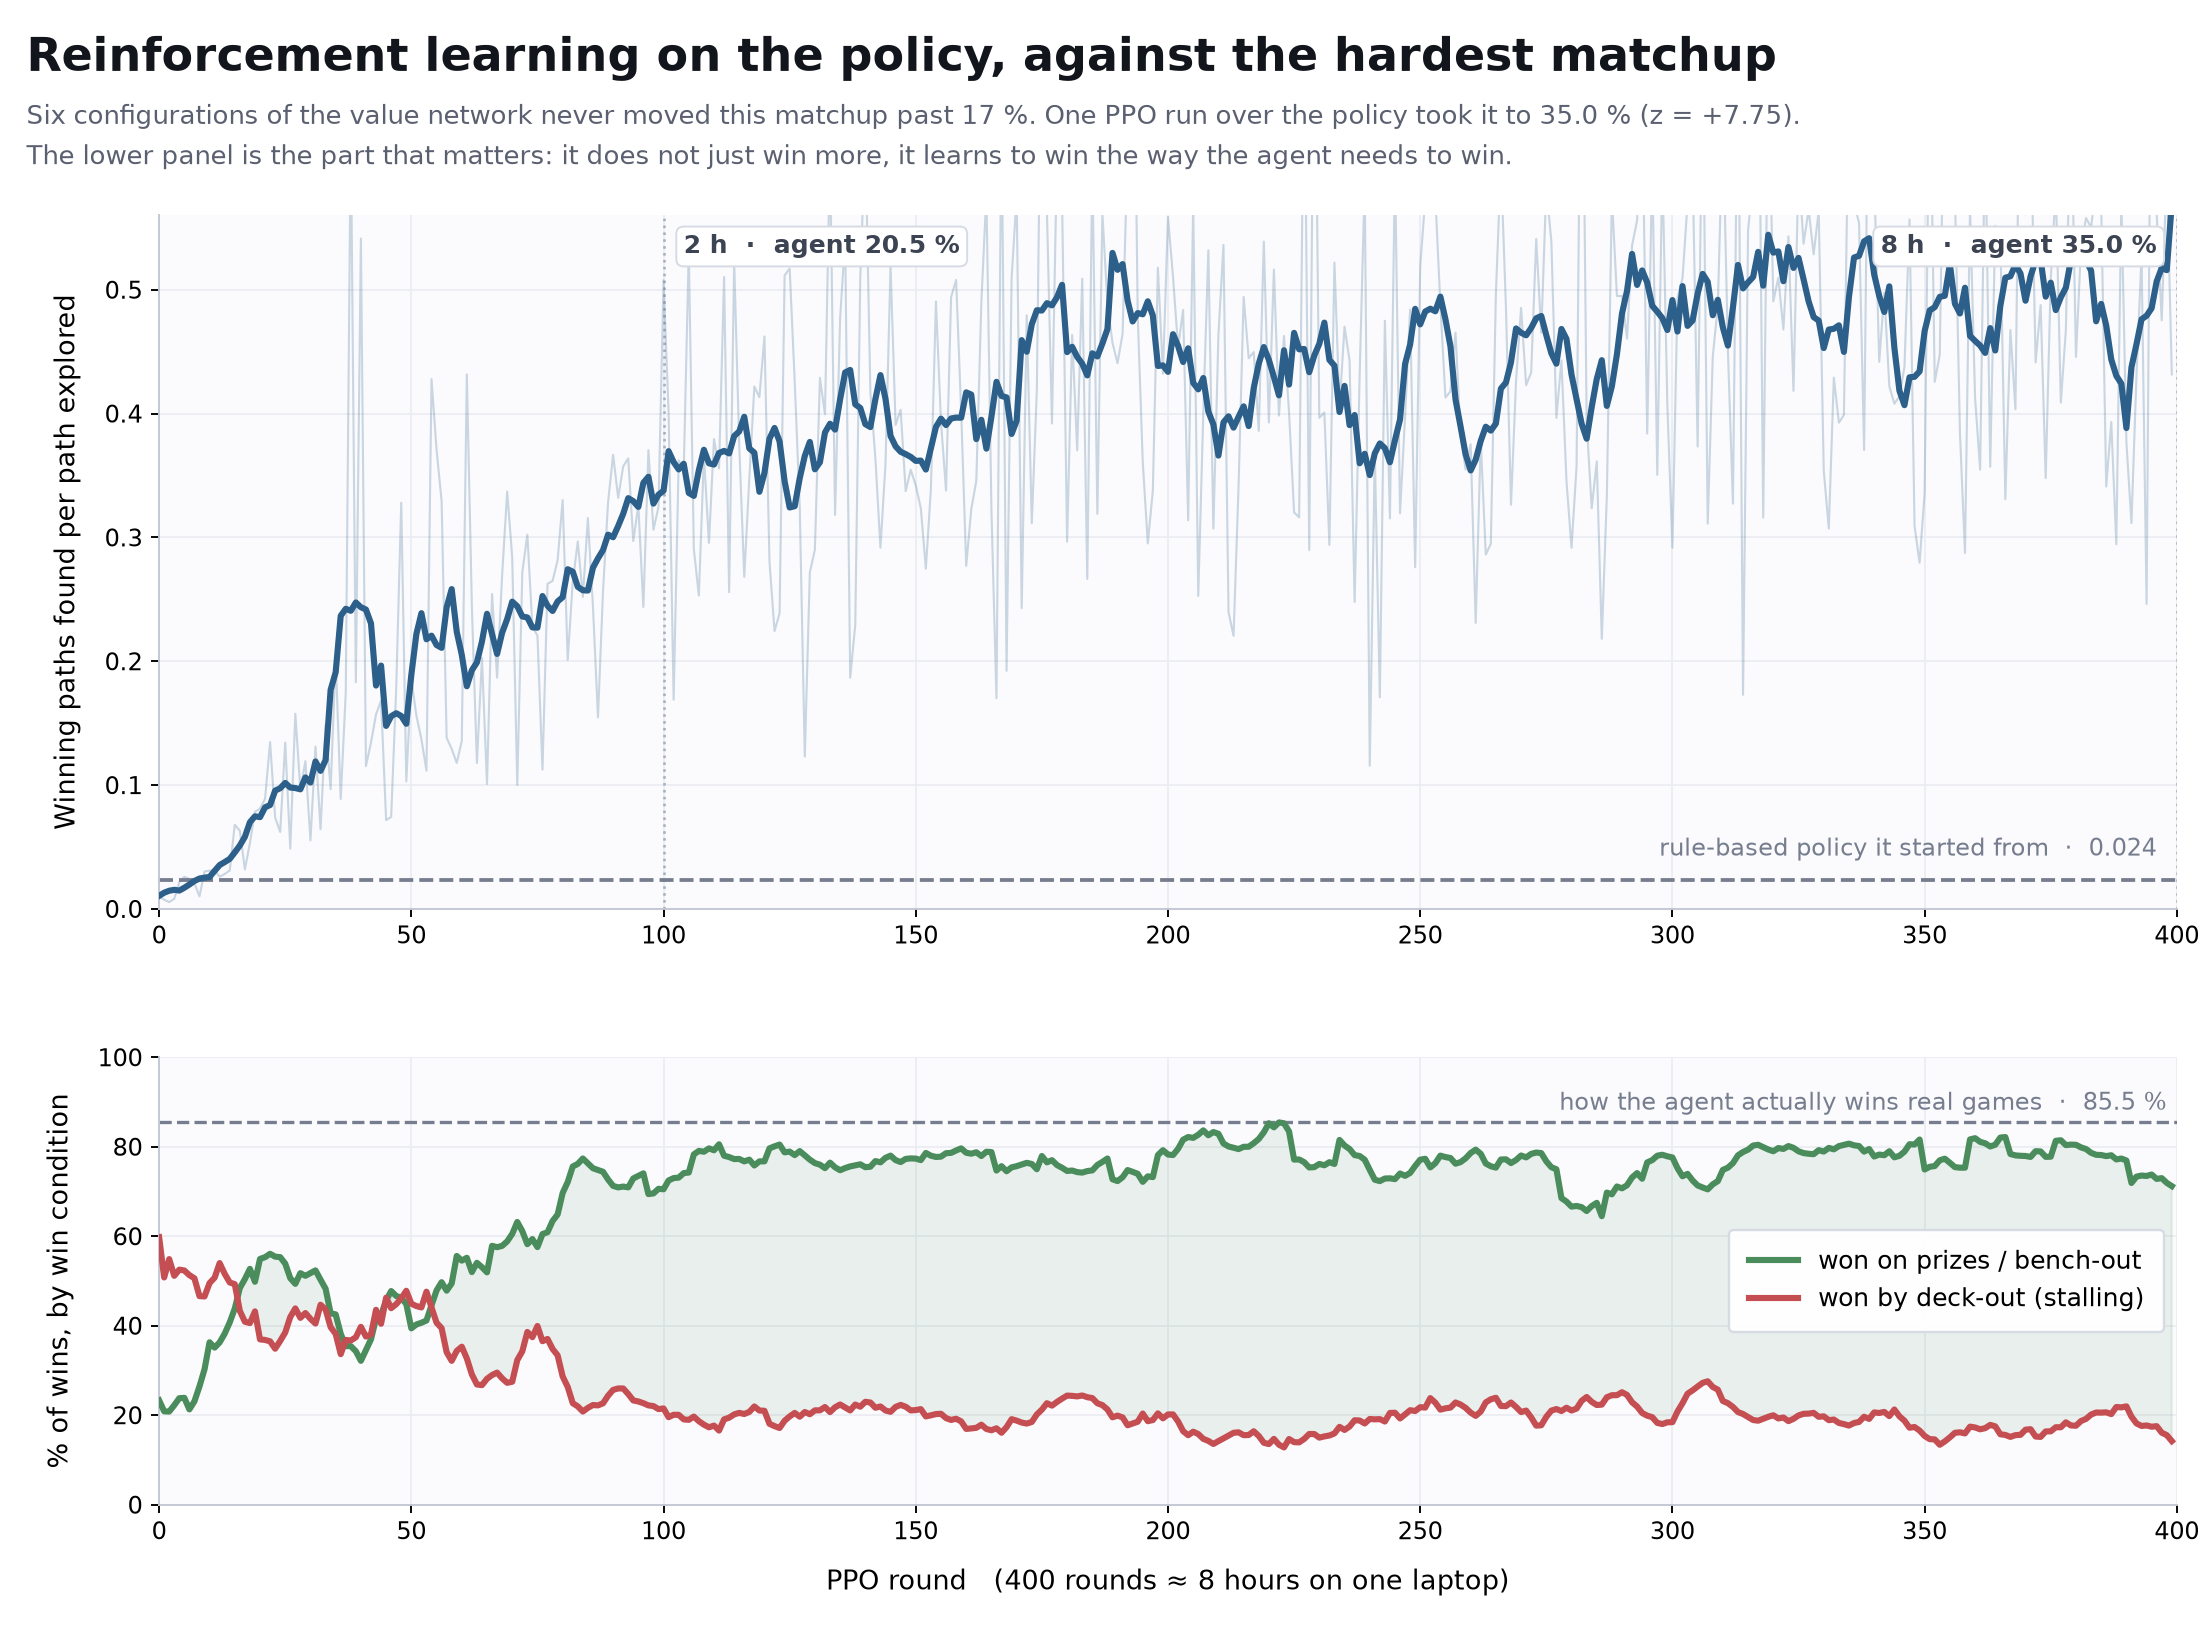 Reinforcement learning on the policy, against the hardest matchup
Six configurations of the value network never moved this matchup past 17 %. One PPO run over the policy took it to 35.0 % (z = +7.75).
The lower panel is the part that matters: it does not just win more, it learns to win the way the agent needs to win.
Winning paths found per path explored
0.5
0.4
0.3
0.2
0.1
0.0
2 h · agent 20.5 %
8 h · agent 35.0 %
rule-based policy it started from · 0.024
0 50 100 150 200 250 300 350 400
% of wins, by win condition
100
80
60
40
20
0
how the agent actually wins real games · 85.5 %
won on prizes / bench-out
won by deck-out (stalling)
0 50 100 150 200 250 300 350 400
PPO round (400 rounds ≈ 8 hours on one laptop)